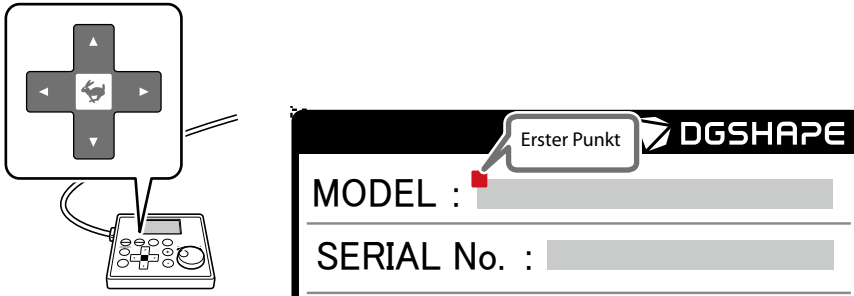 Erster Punkt
DGSHAPE
MODEL :
SERIAL No. :